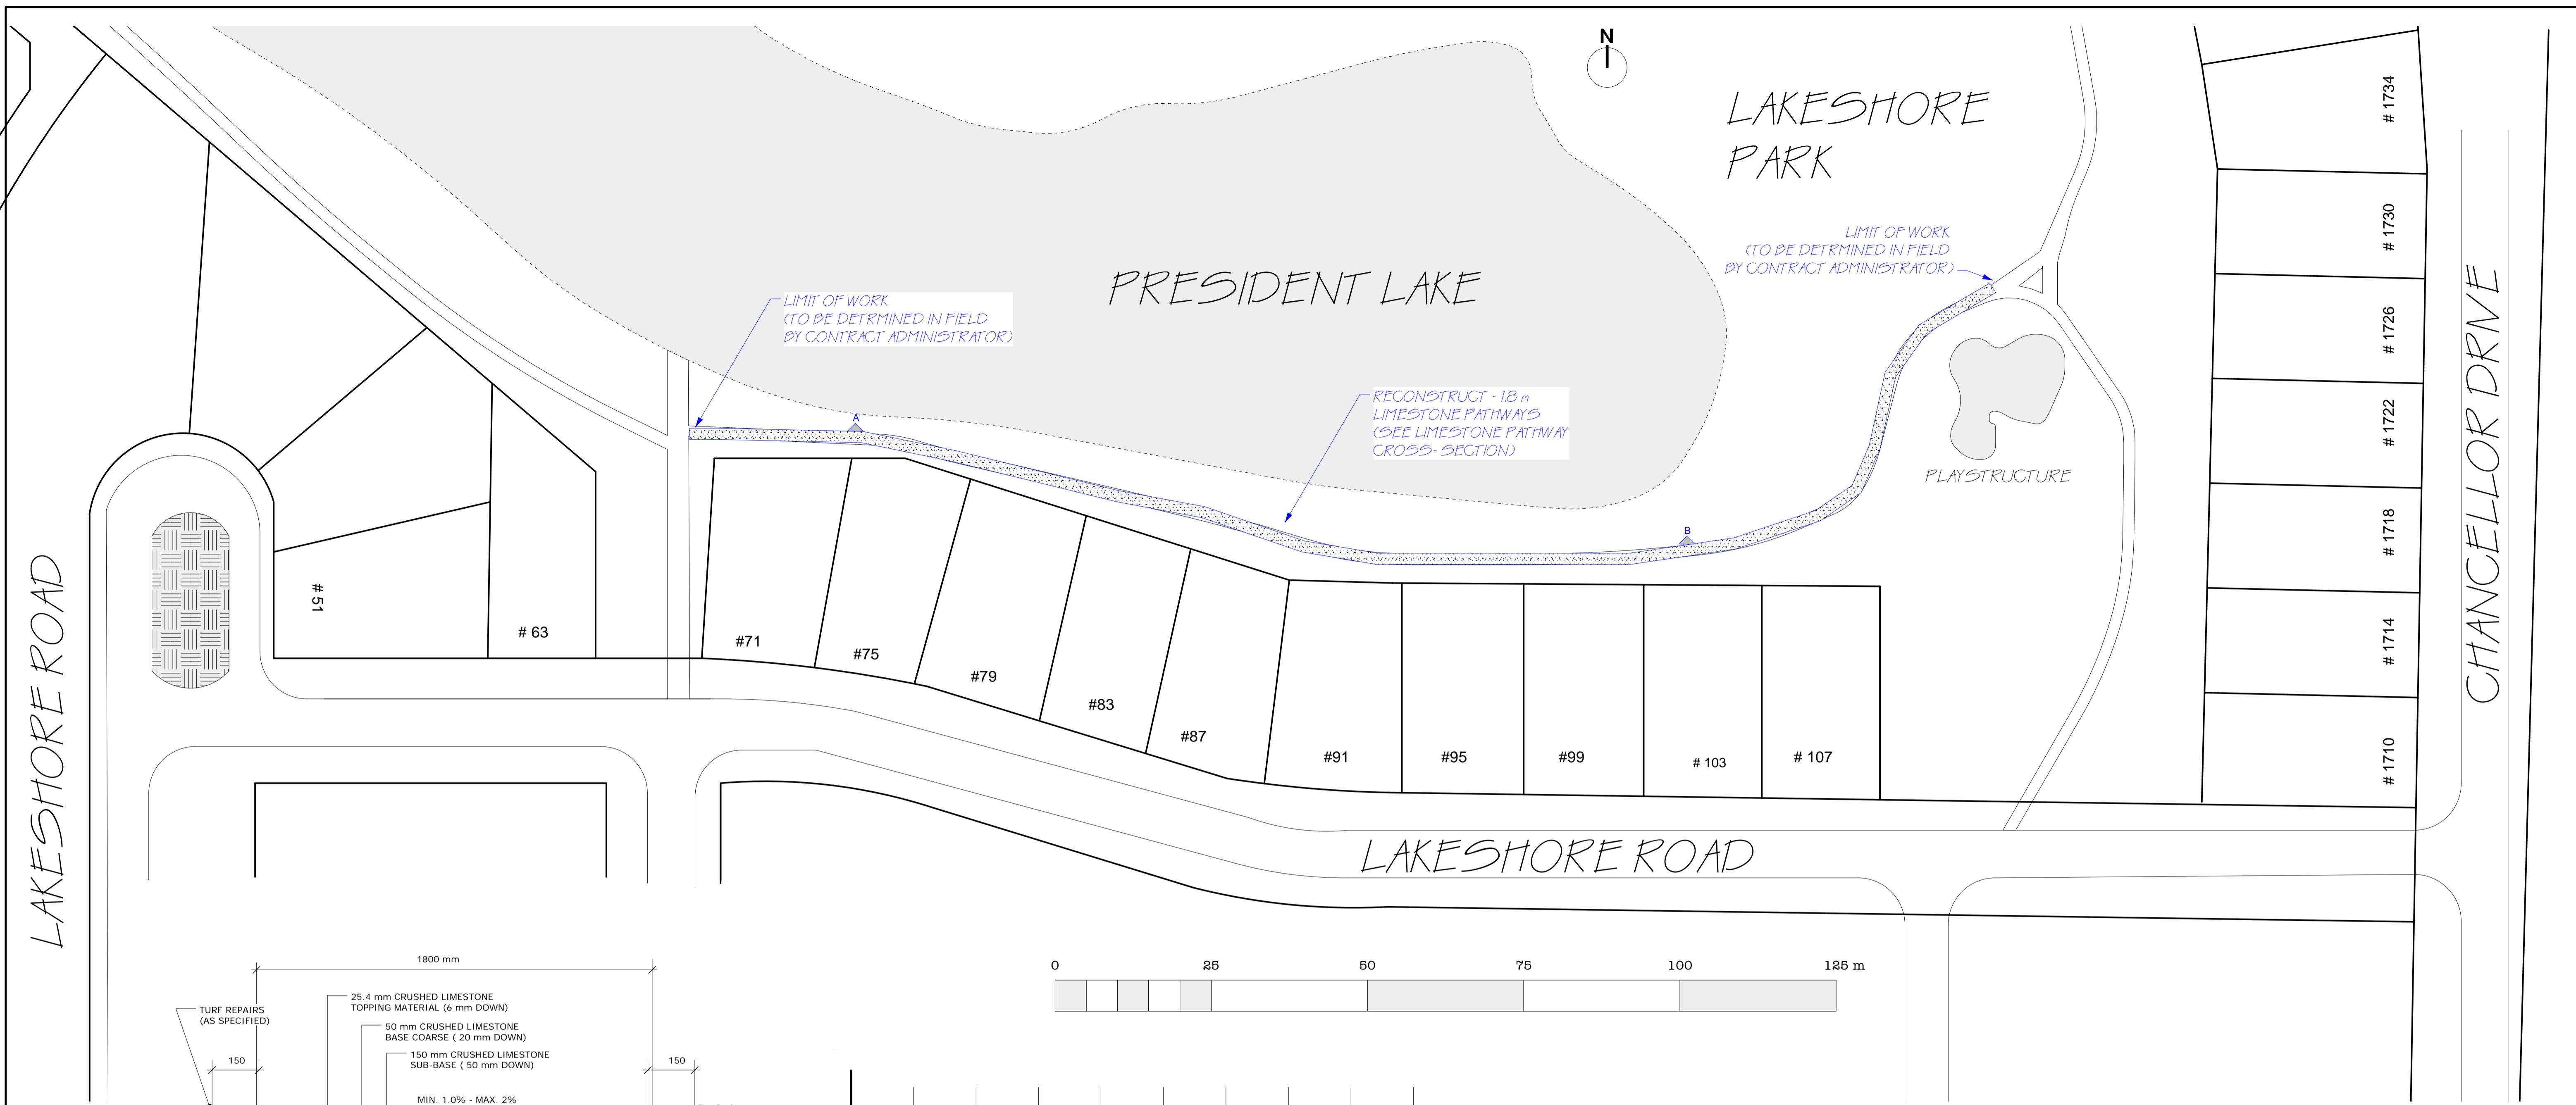 N
LAKESHORE
PARK
# 1734
# 1730
# 1726
# 1722
# 1718
# 1714
# 1710
CHANCELLOR DRIVE
LIMIT OF WORK
(TO BE DETRMINED IN FIELD
BY CONTRACT ADMINISTRATOR)
PRESIDENT LAKE
LIMIT OF WORK
(TO BE DETRMINED IN FIELD
BY CONTRACT ADMINISTRATOR)
RECONSTRUCT - 1.8 m
LIMESTONE PATHWAYS
(SEE LIMESTONE PATHWAY
CROSS- SECTION)
A
B
PLAYSTRUCTURE
LAKESHORE ROAD
# 51
# 63
#71
#75
#79
#83
#87
#91
#95
#99
# 103
# 107
LAKESHORE ROAD
0 25 50 75 100 125 m
1800 mm
TURF REPAIRS
(AS SPECIFIED)
25.4 mm CRUSHED LIMESTONE
TOPPING MATERIAL (6 mm DOWN)
50 mm CRUSHED LIMESTONE
BASE COARSE ( 20 mm DOWN)
150 mm CRUSHED LIMESTONE
SUB-BASE ( 50 mm DOWN)
150
150
MIN. 1.0% - MAX. 2%